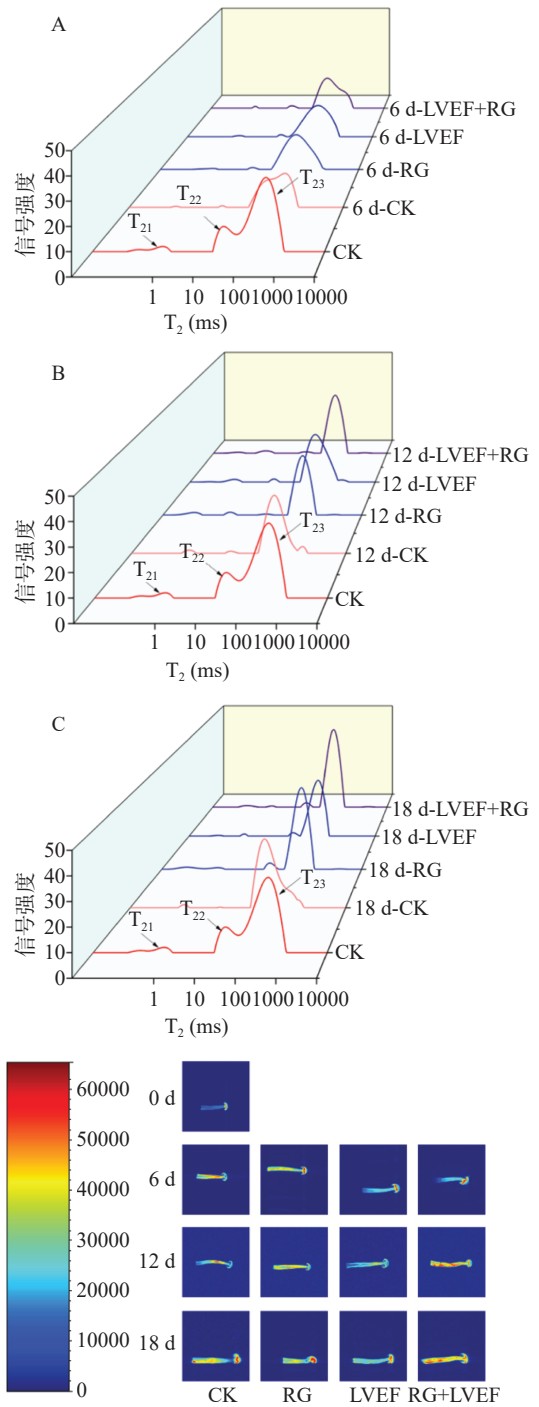 A
6 d-LVEF+RG
6 d-LVEF
6 d-RG
6 d-CK
CK
信号强度
50
40
30
20
10
0
T21
T22
T23
1 10 100 1000 10000
T2 (ms)
B
12 d-LVEF+RG
12 d-LVEF
12 d-RG
12 d-CK
CK
信号强度
50
40
30
20
10
0
T21
T22
T23
1 10 100 1000 10000
T2 (ms)
C
18 d-LVEF+RG
18 d-LVEF
18 d-RG
18 d-CK
CK
信号强度
50
40
30
20
10
0
T21
T22
T23
1 10 100 1000 10000
T2 (ms)
60000
50000
40000
30000
20000
10000
0
0 d
6 d
12 d
18 d
CK RG LVEF RG+LVEF